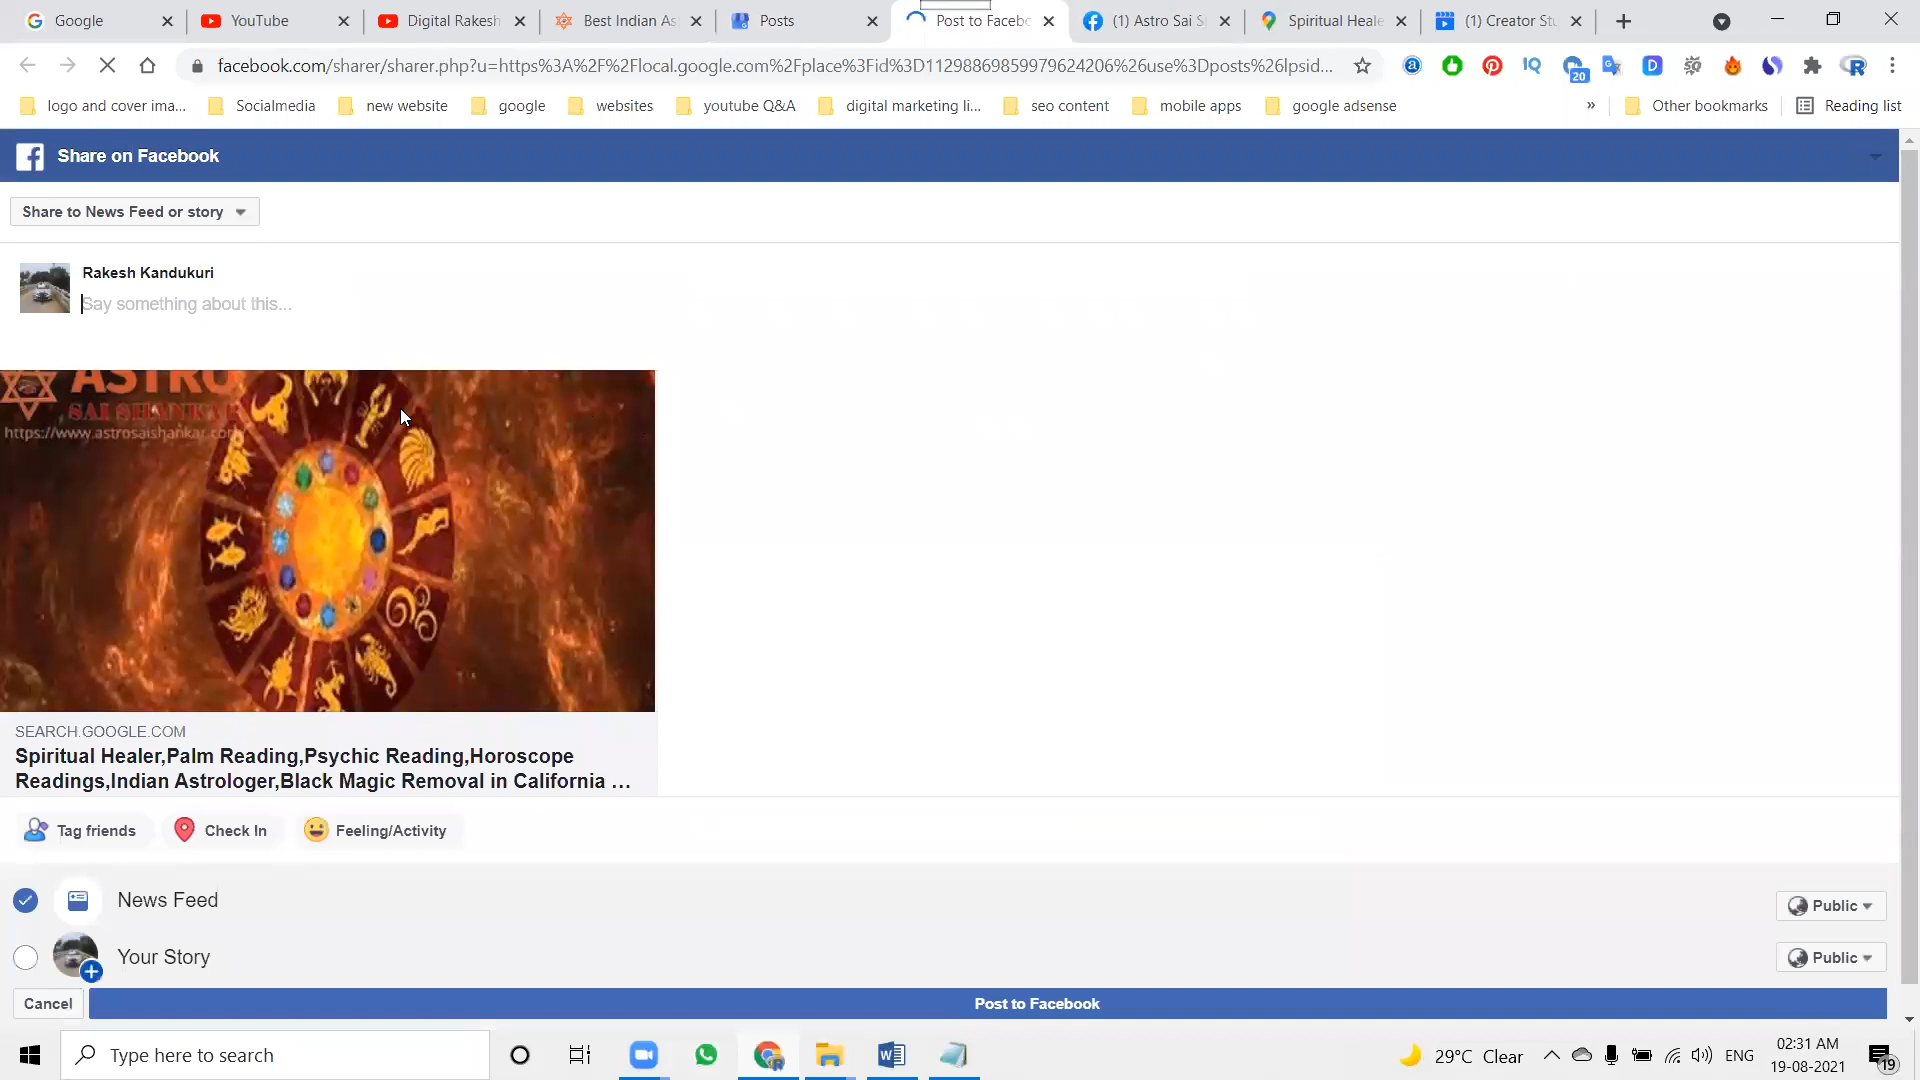 Google
YouTube
Digital Rakesh
Best Indian As
Posts
Post to Facebo
(1) Astro Sai S
Spiritual Heale
(1) Creator Stu
facebook.com/sharer/sharer.php?u=https%3A%2F%2Flocal.google.com%2Fplace%3Fid%3D11298869859979624206%26use%3Dposts%26lpsid...
20
logo and cover ima...
Socialmedia
new website
google
websites
youtube Q&A
digital marketing li...
seo content
mobile apps
google adsense
»
Other bookmarks
Reading list
Share on Facebook
Share to News Feed or story
Rakesh Kandukuri
Say something about this...
ASTRO
SAI SHANKAR
https://www.astrosaishankar.com/
SEARCH.GOOGLE.COM
Spiritual Healer,Palm Reading,Psychic Reading,Horoscope
Readings,Indian Astrologer,Black Magic Removal in California ...
Tag friends
Check In
Feeling/Activity
News Feed
Public
Your Story
Public
Cancel
Post to Facebook
Type here to search
29°C Clear
ENG
02:31 AM
19-08-2021
19